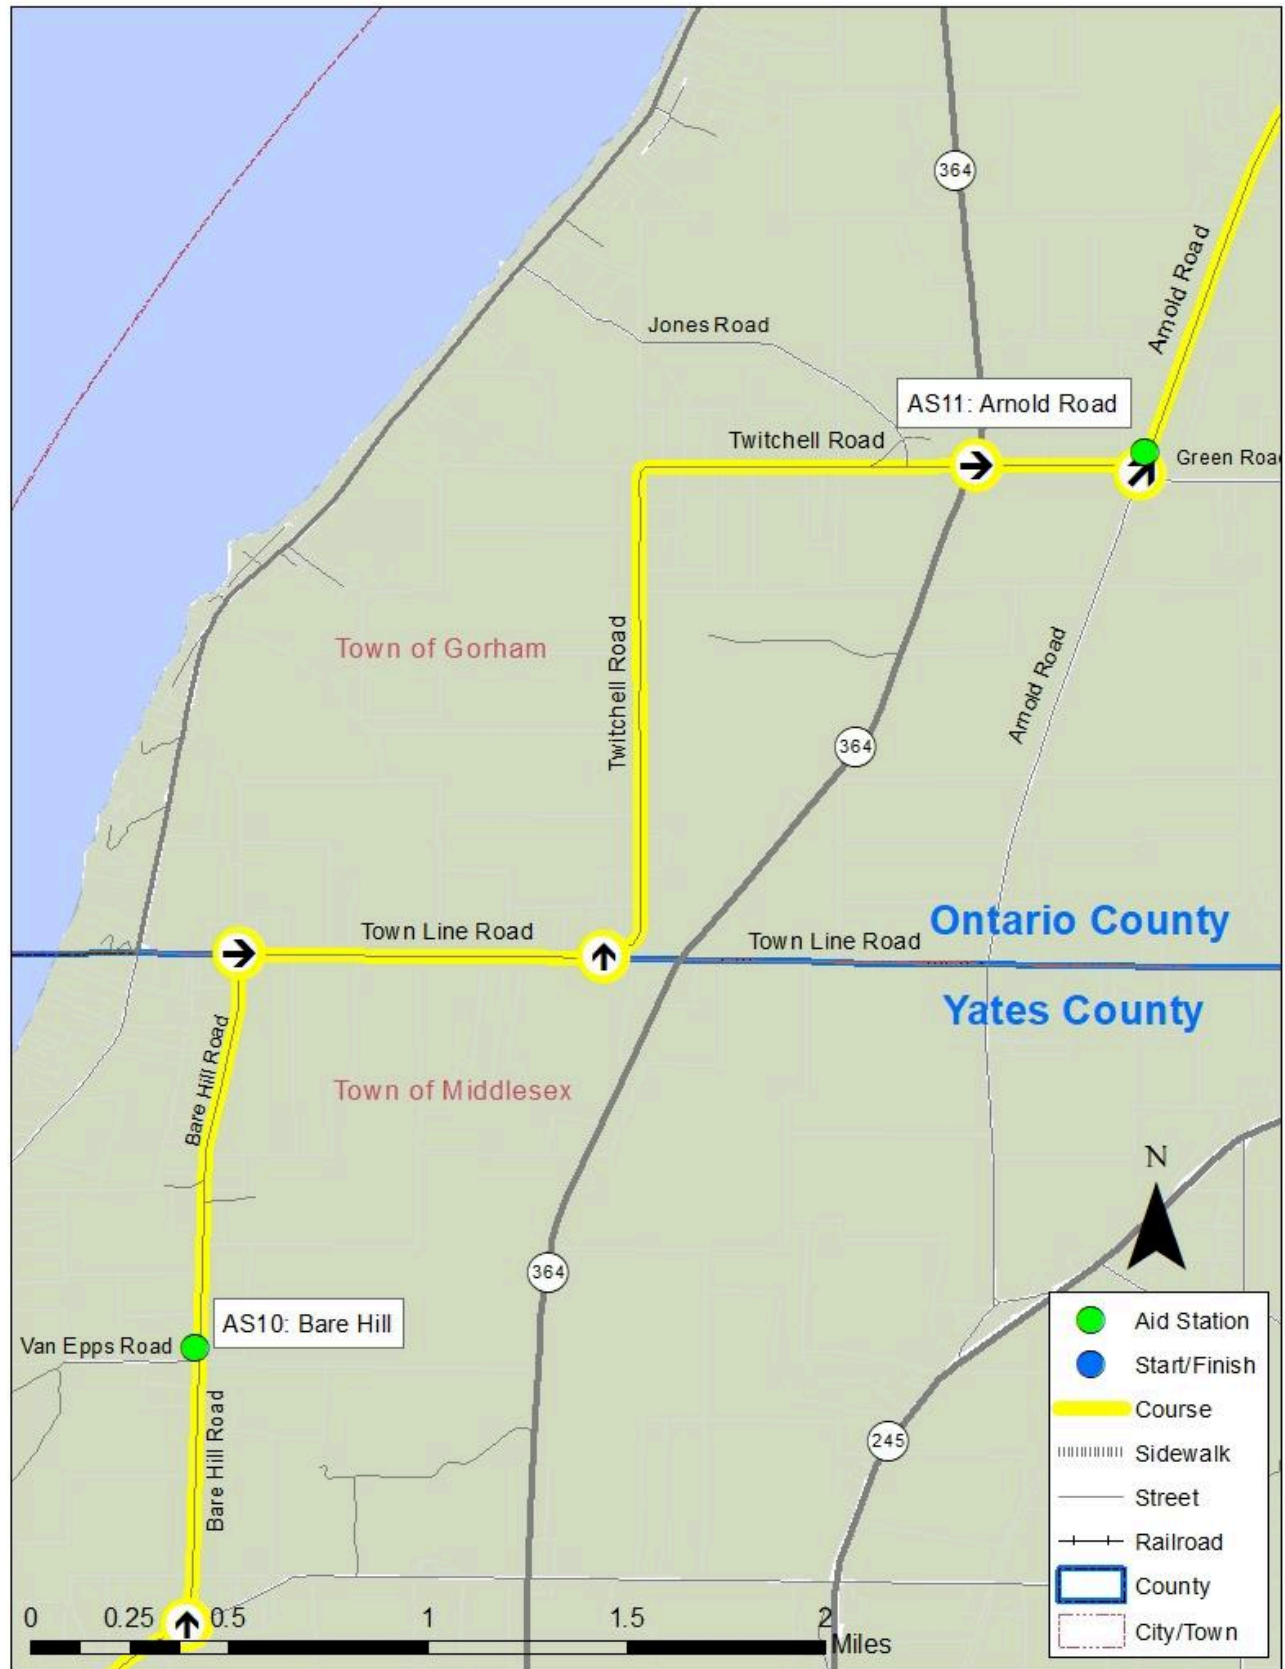 364
Arnold Road
Jones Road
AS11: Arnold Road
Twitchell Road
Green Roa
Twitchell Road
Town of Gorham
Arnold Road
364
Ontario County
Town Line Road
Town Line Road
Yates County
Bare Hill Road
Town of Middlesex
N
364
AS10: Bare Hill
Van Epps Road
Bare Hill Road
245
Aid Station
Start/Finish
Course
Sidewalk
Street
Railroad
County
City/Town
0 0.25 0.5 1 1.5 2
Miles